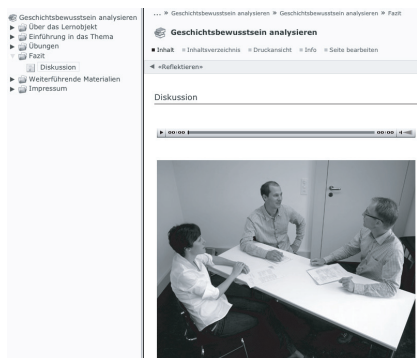 Geschichtsbewusstsein analysieren
Über das Lernobjekt
Einführung in das Thema
Übungen
Fazit
Diskussion
Weiterführende Materialien
Impressum
... » Geschichtsbewusstsein analysieren » Geschichtsbewusstsein analysieren » Fazit
Geschichtsbewusstsein analysieren
Inhalt Inhaltsverzeichnis Druckansicht Info Seite bearbeiten
«Reflektieren»
Diskussion
00:00 00:00